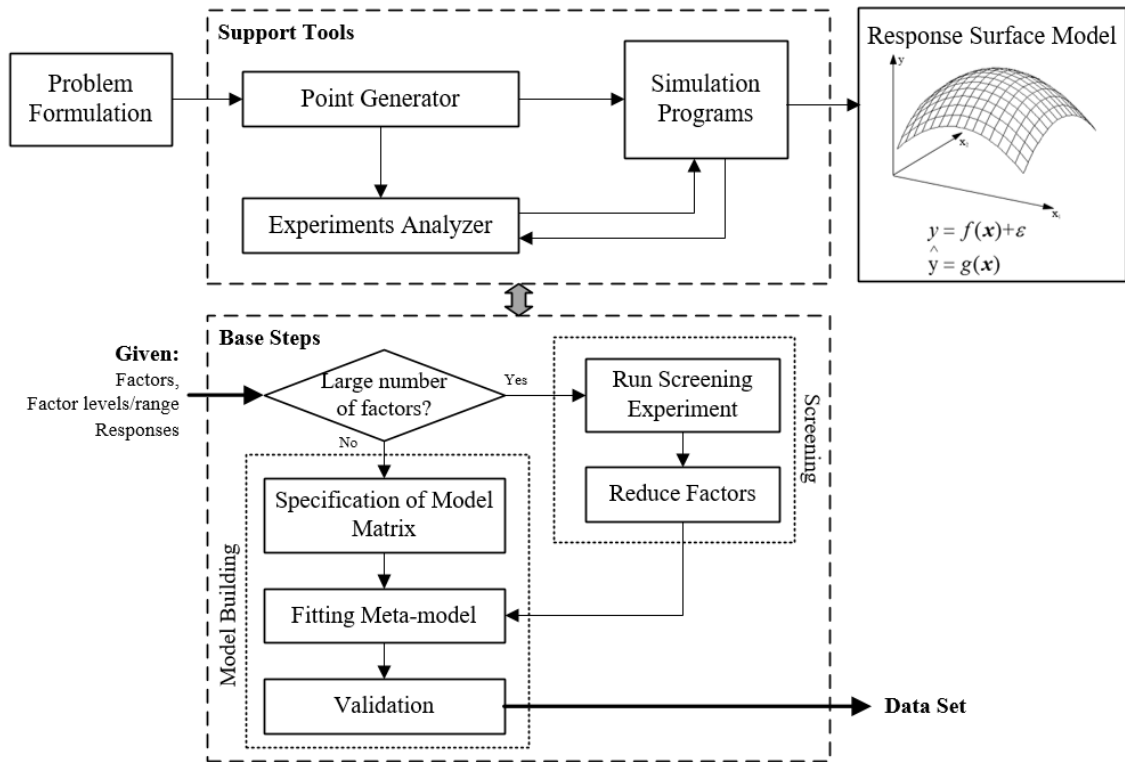 Support Tools
Problem
Formulation
Point Generator
Simulation
Programs
Experiments Analyzer
Response Surface Model
y
x₂
x₁
y = f(x)+ε
ŷ = g(x)
Base Steps
Given:
Factors,
Factor levels/range
Responses
Large number
of factors?
Yes
No
Run Screening
Experiment
Reduce Factors
Screening
Specification of Model
Matrix
Fitting Meta-model
Validation
Model Building
Data Set